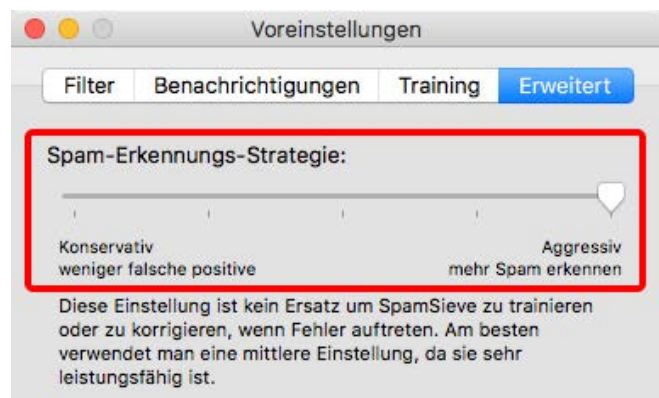 Voreinstellungen
Filter Benachrichtigungen Training Erweitert
Spam-Erkennungs-Strategie:
Konservativ Aggressiv
weniger falsche positive mehr Spam erkennen
Diese Einstellung ist kein Ersatz um SpamSieve zu trainieren
oder zu korrigieren, wenn Fehler auftreten. Am besten
verwendet man eine mittlere Einstellung, da sie sehr
leistungsfähig ist.